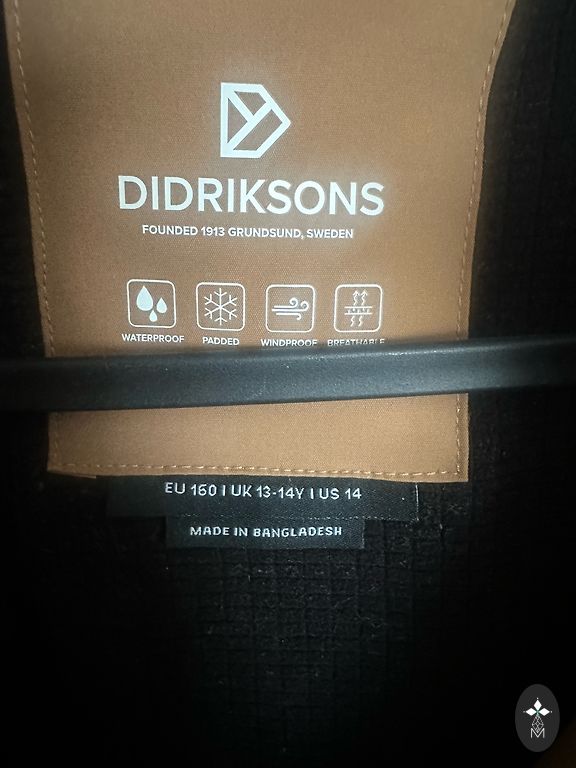 DIDRIKSONS
FOUNDED 1913 GRUNDSUND, SWEDEN
WATERPROOF PADDED WINDPROOF BREATHABLE
EU 160 | UK 13-14Y | US 14
MADE IN BANGLADESH
M